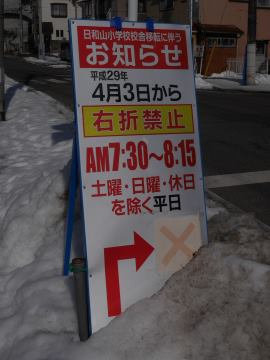 日和山小学校校舎移転に伴う
お知らせ
平成29年
4月3日から
右折禁止
AM7:30~8:15
土曜・日曜・休日
を除く平日